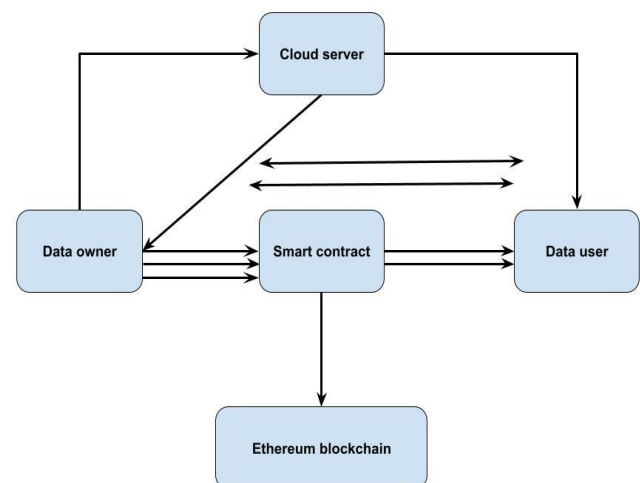 Cloud server
Data owner
Smart contract
Data user
Ethereum blockchain